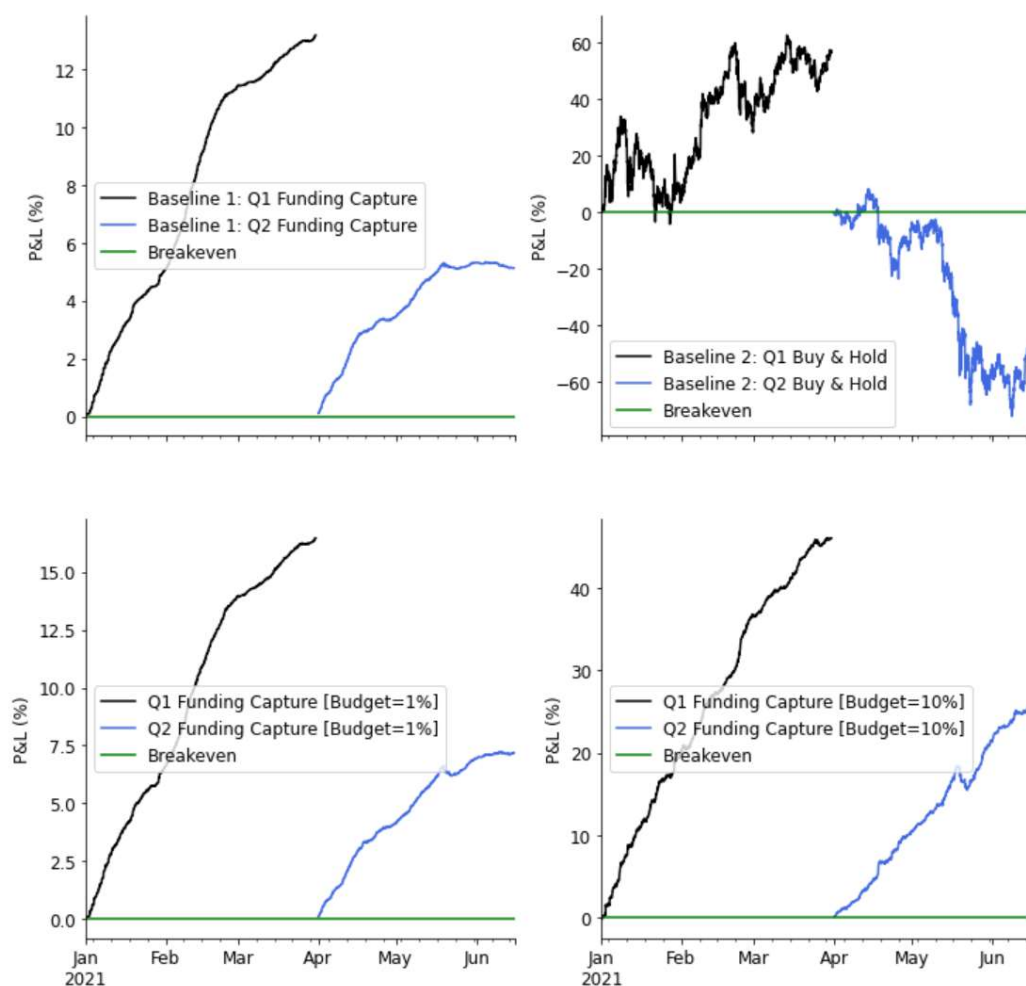 12
10
8
6
4
2
0
P&L (%)
Baseline 1: Q1 Funding Capture
Baseline 1: Q2 Funding Capture
Breakeven
60
40
20
0
−20
−40
−60
P&L (%)
Baseline 2: Q1 Buy & Hold
Baseline 2: Q2 Buy & Hold
Breakeven
15.0
12.5
10.0
7.5
5.0
2.5
0.0
P&L (%)
Q1 Funding Capture [Budget=1%]
Q2 Funding Capture [Budget=1%]
Breakeven
Jan Feb Mar Apr May Jun
2021
40
30
20
10
0
P&L (%)
Q1 Funding Capture [Budget=10%]
Q2 Funding Capture [Budget=10%]
Breakeven
Jan Feb Mar Apr May Jun
2021